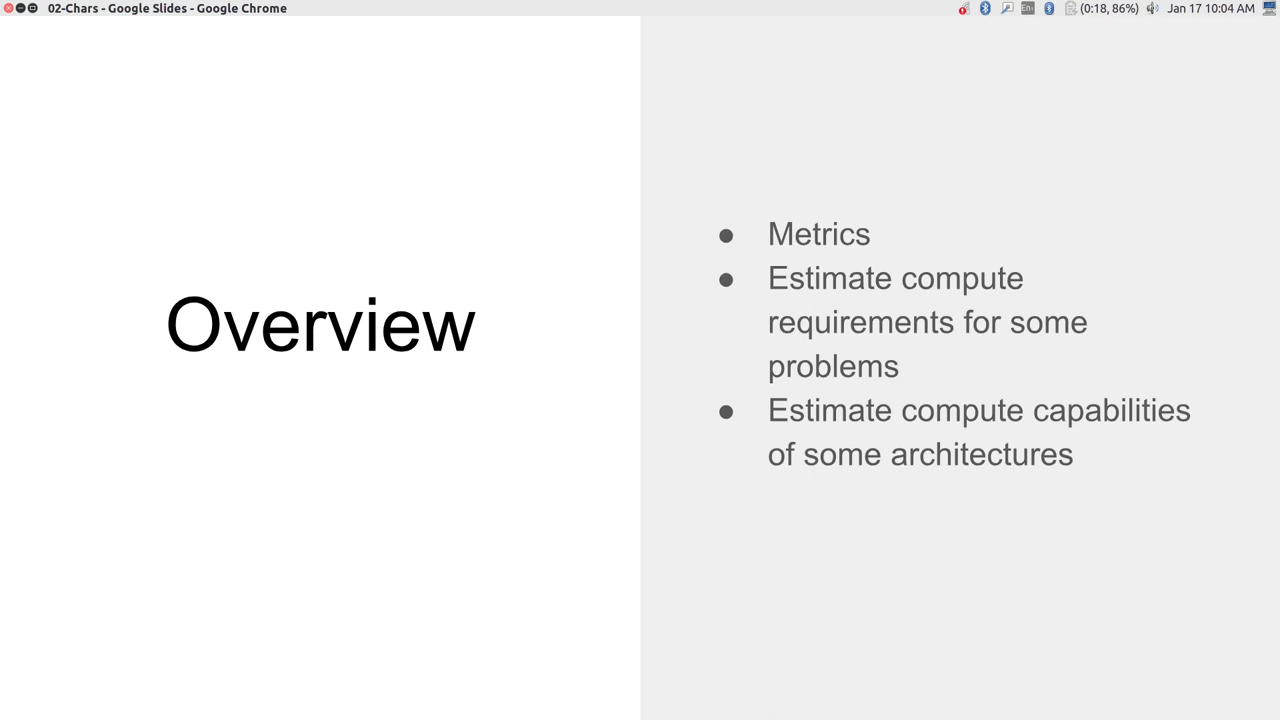 02-Chars - Google Slides - Google Chrome
En₁
(0:18, 86%)
Jan 17 10:04 AM
Overview
● Metrics
● Estimate compute
requirements for some
problems
● Estimate compute capabilities
of some architectures